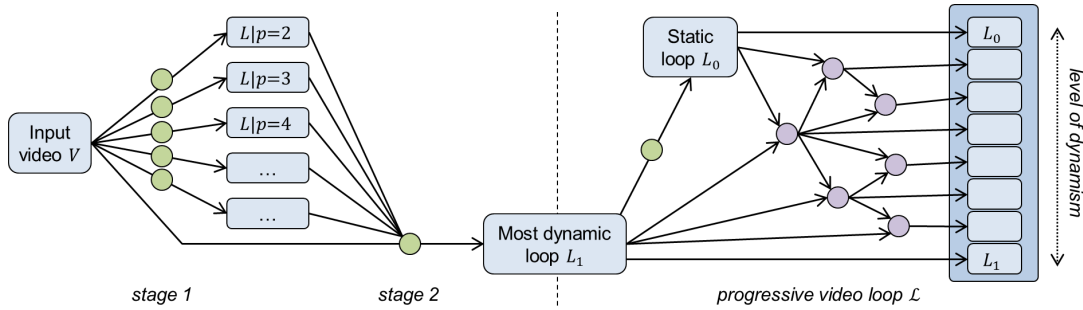 Input
video V
L|p=2
L|p=3
L|p=4
...
...
stage 1
stage 2
Most dynamic
loop L₁
Static
loop L₀
L₀
L₁
level of dynamism
progressive video loop ℒ